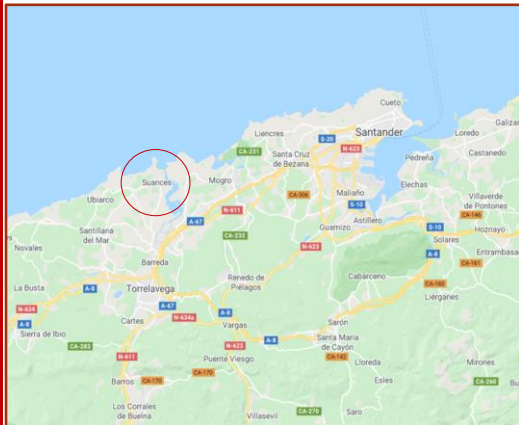 Cueto
Galiza
Liencres
S-20
Santander
Loredo
CA-231
N-623
Castanedo
Santa Cruz
de Bezana
Pedreña
Suances
Mogro
CA-306
Maliaño
Elechas
Villaverde
de Pontones
Ubiarco
N-611
S-10
CA-146
A-67
Astillero
Santillana
del Mar
CA-233
Guarnizo
S-10
Hoznayo
Novales
N-623
Solares
Barreda
A-8
Entrambasa
CA-161
La Busta
A-8
Torrelavega
Renedo de
Piélagos
Cabárceno
CA-160
Liérganes
N-634
A-67
A-8
A-8
Cartes
N-634a
Sarón
Sierra de Ibio
Vargas
Santa María
de Cayón
CA-283
N-623
A-8
N-611
Puente Viesgo
CA-142
Lloreda
Mirones
CA-170
Barros
CA-170
Esles
CA-260
Bu
Los Corrales
de Buelna
CA-270
Saro
Villasevil